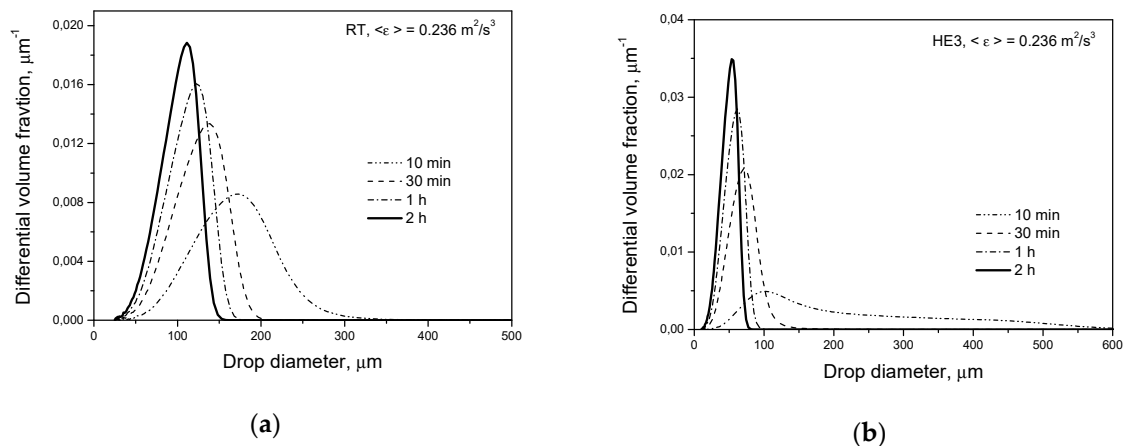 0,020
RT, <ε> = 0.236 m²/s³
0,016
0,012
0,008
0,004
0,000
Differential volume fravtion, μm⁻¹
10 min
30 min
1 h
2 h
0
100
200
300
400
500
Drop diameter, μm
(a)
0,04
HE3, < ε > = 0.236 m²/s³
0,03
0,02
0,01
0,00
Differential volume fraction, μm⁻¹
10 min
30 min
1 h
2 h
0
100
200
300
400
500
600
Drop diameter, μm
(b)